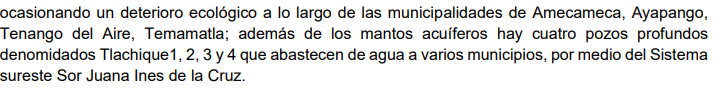 ocasionando un deterioro ecológico a lo largo de las municipalidades de Amecameca, Ayapango,
Tenango del Aire, Temamatla; además de los mantos acuíferos hay cuatro pozos profundos
denomidados Tlachique1, 2, 3 y 4 que abastecen de agua a varios municipios, por medio del Sistema
sureste Sor Juana Ines de la Cruz.